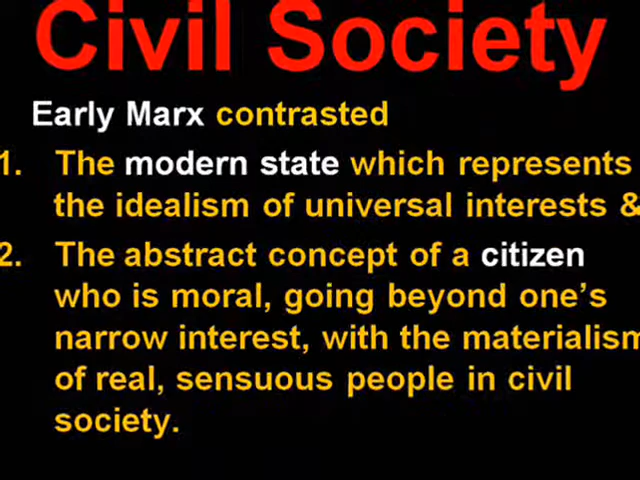 Civil Society
Early Marx contrasted
1. The modern state which represents
the idealism of universal interests &
2. The abstract concept of a citizen
who is moral, going beyond one's
narrow interest, with the materialism
of real, sensuous people in civil
society.